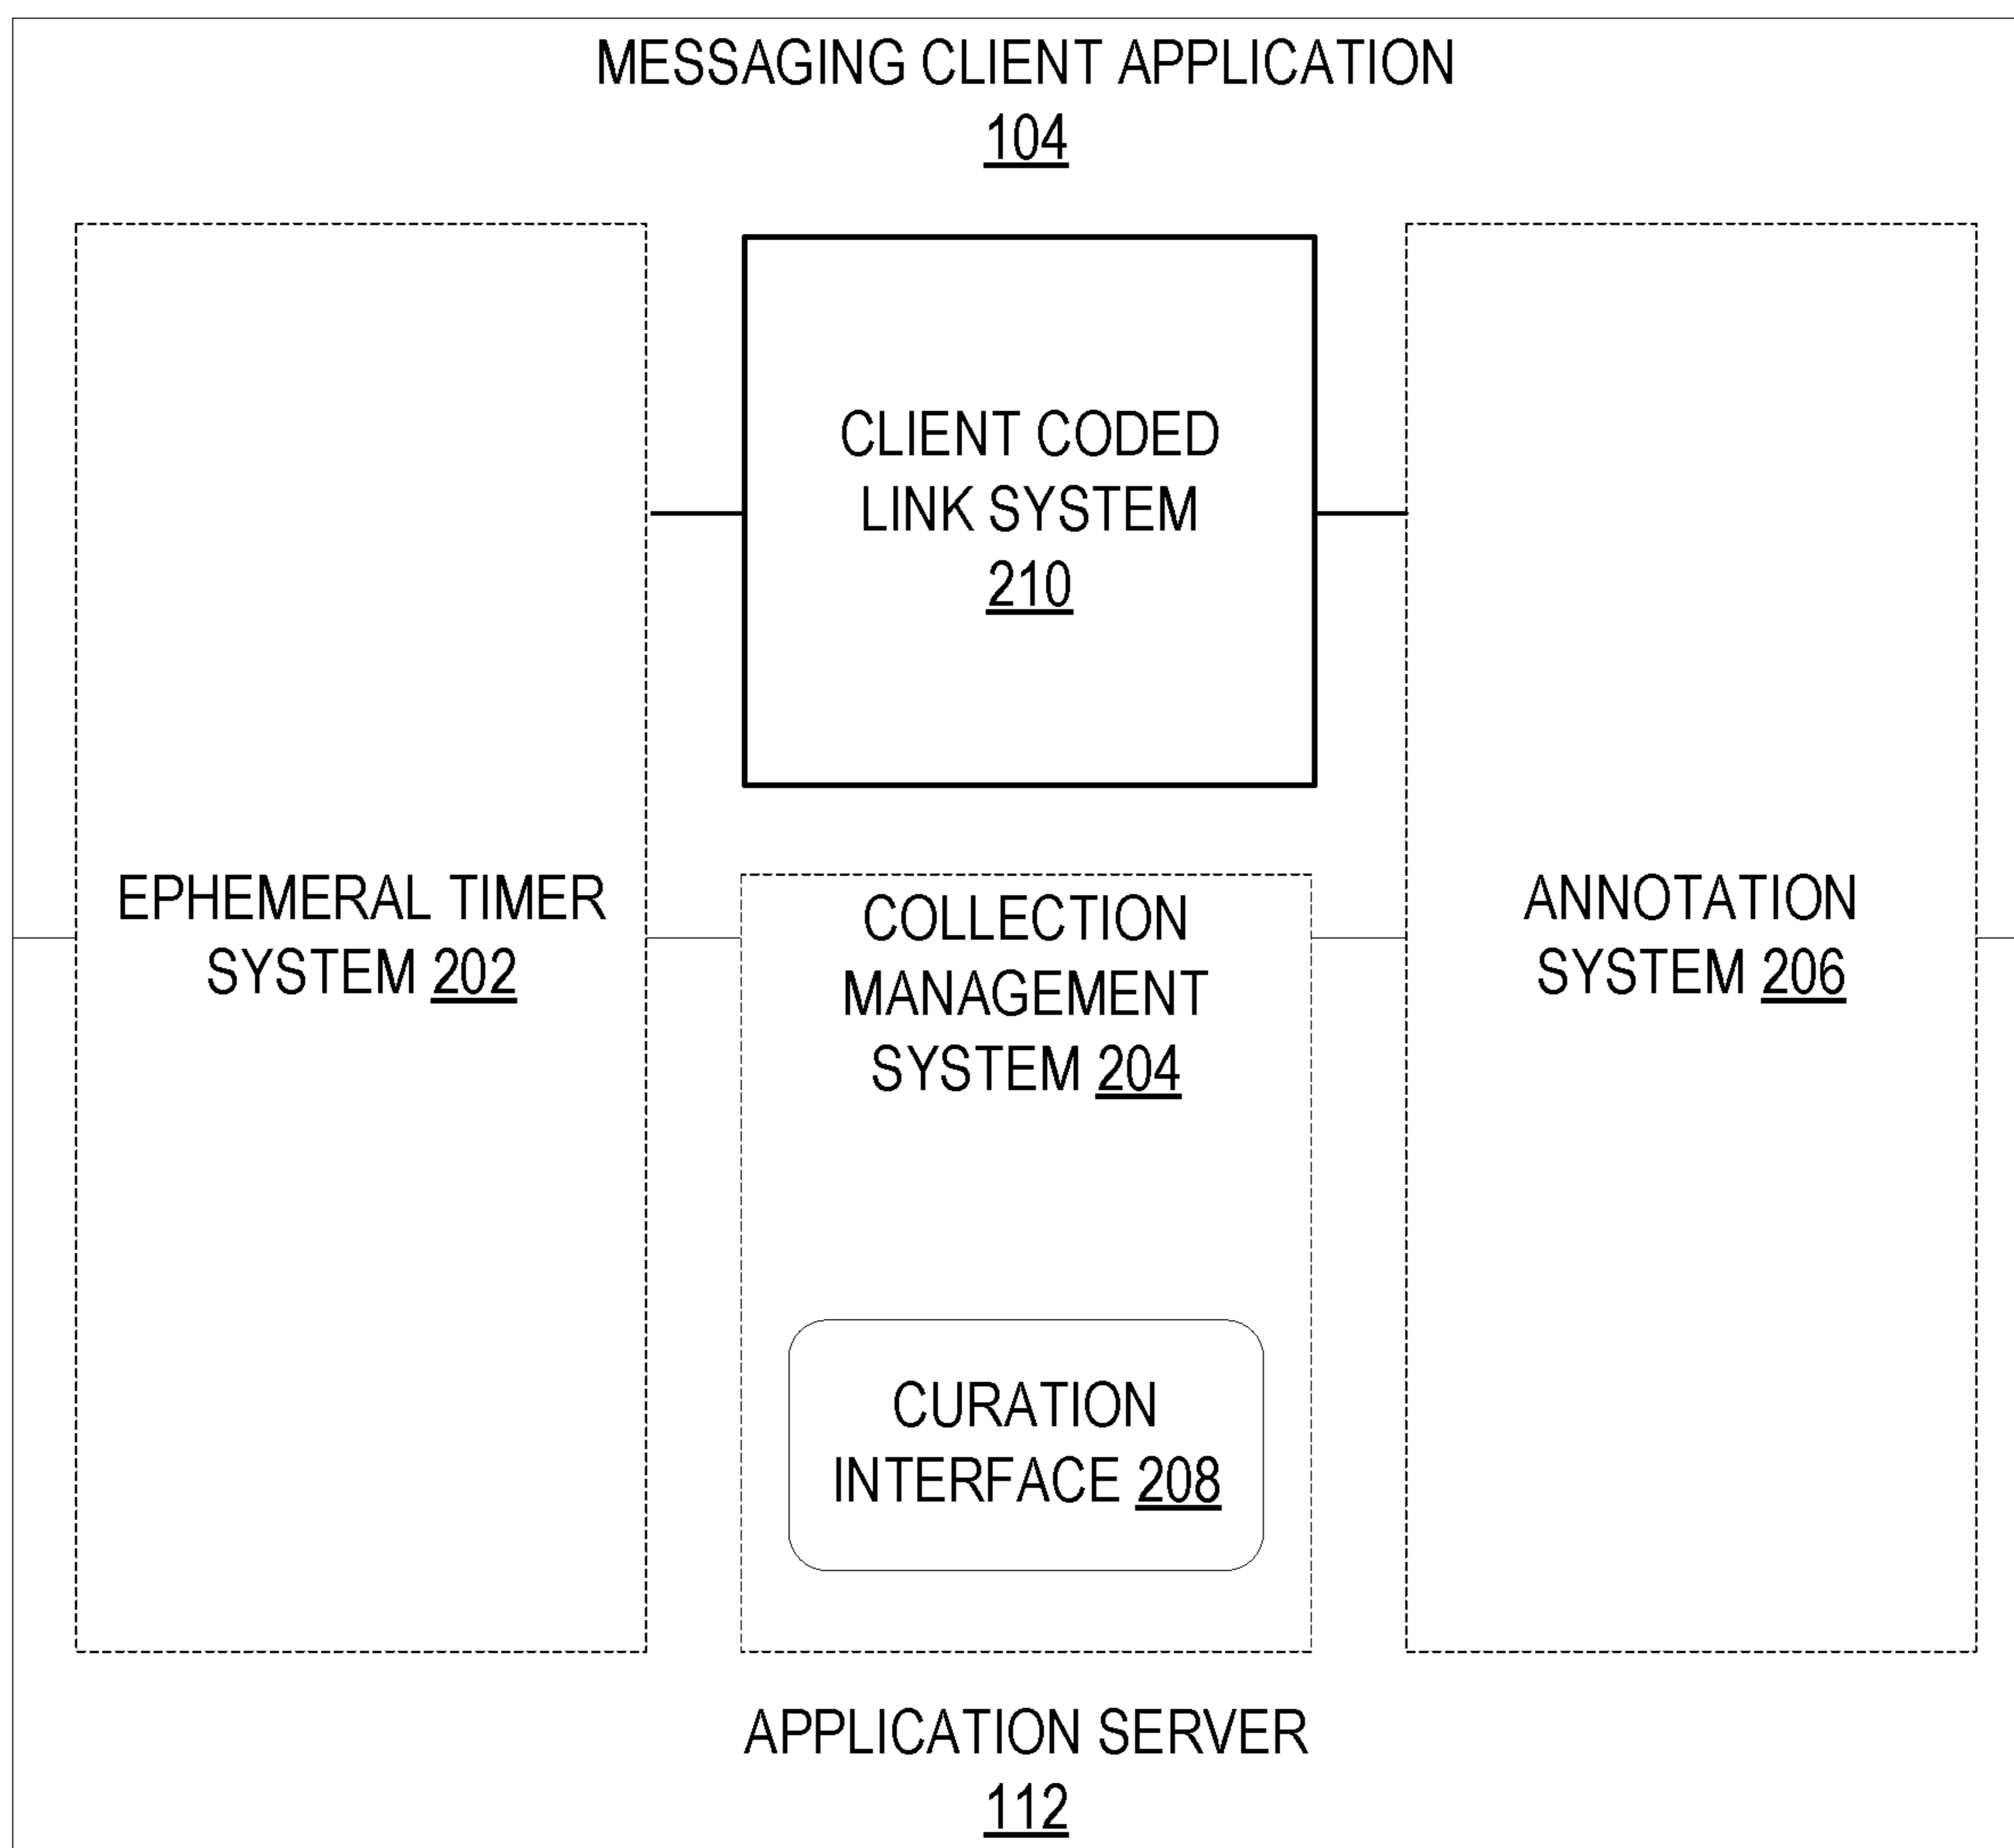 MESSAGING CLIENT APPLICATION
104
CLIENT CODED
LINK SYSTEM
210
EPHEMERAL TIMER
SYSTEM 202
COLLECTION
MANAGEMENT
SYSTEM 204
ANNOTATION
SYSTEM 206
CURATION
INTERFACE 208
APPLICATION SERVER
112